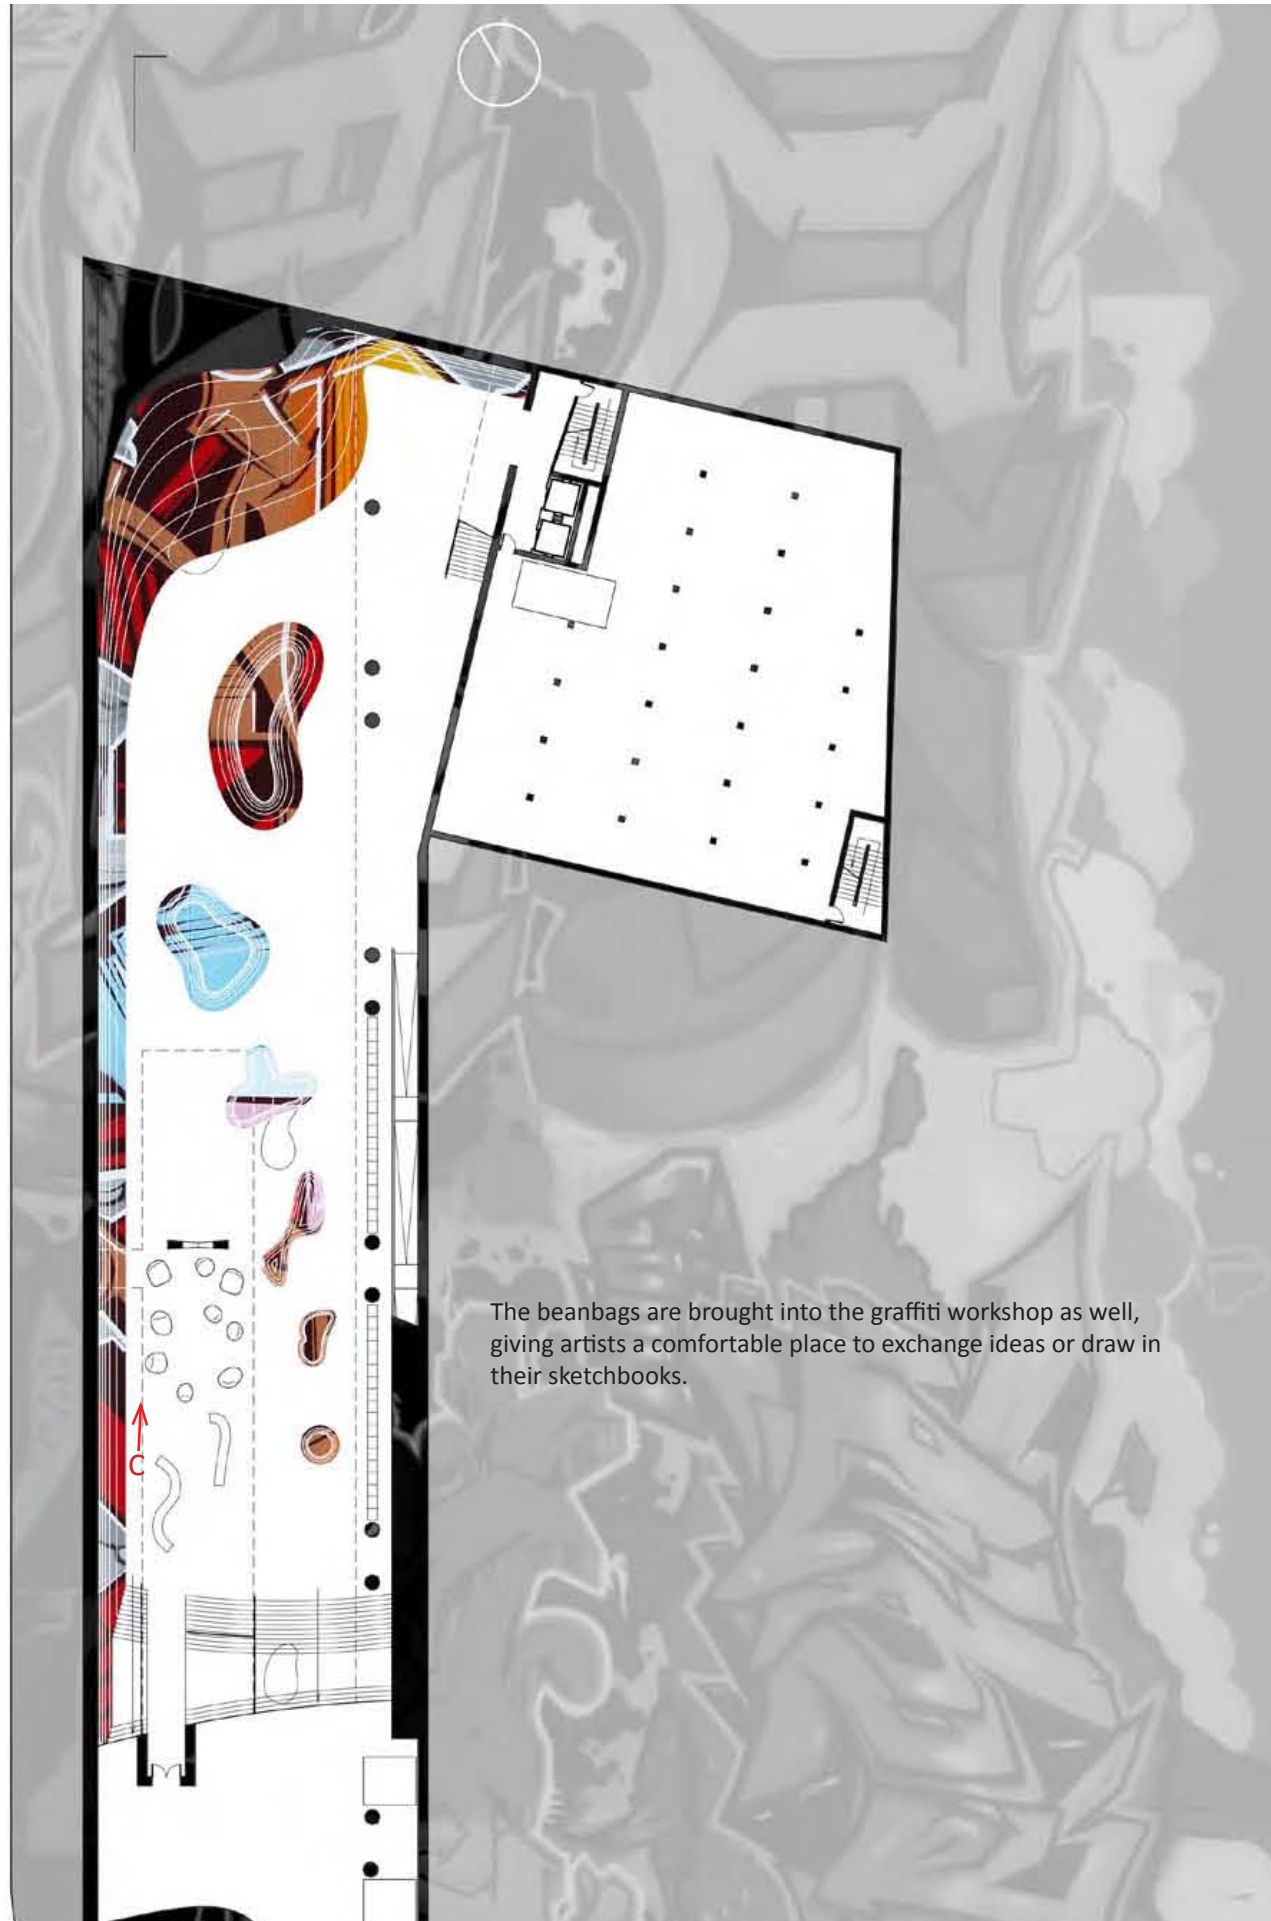 The beanbags are brought into the graffiti workshop as well,
giving artists a comfortable place to exchange ideas or draw in
their sketchbooks.
C